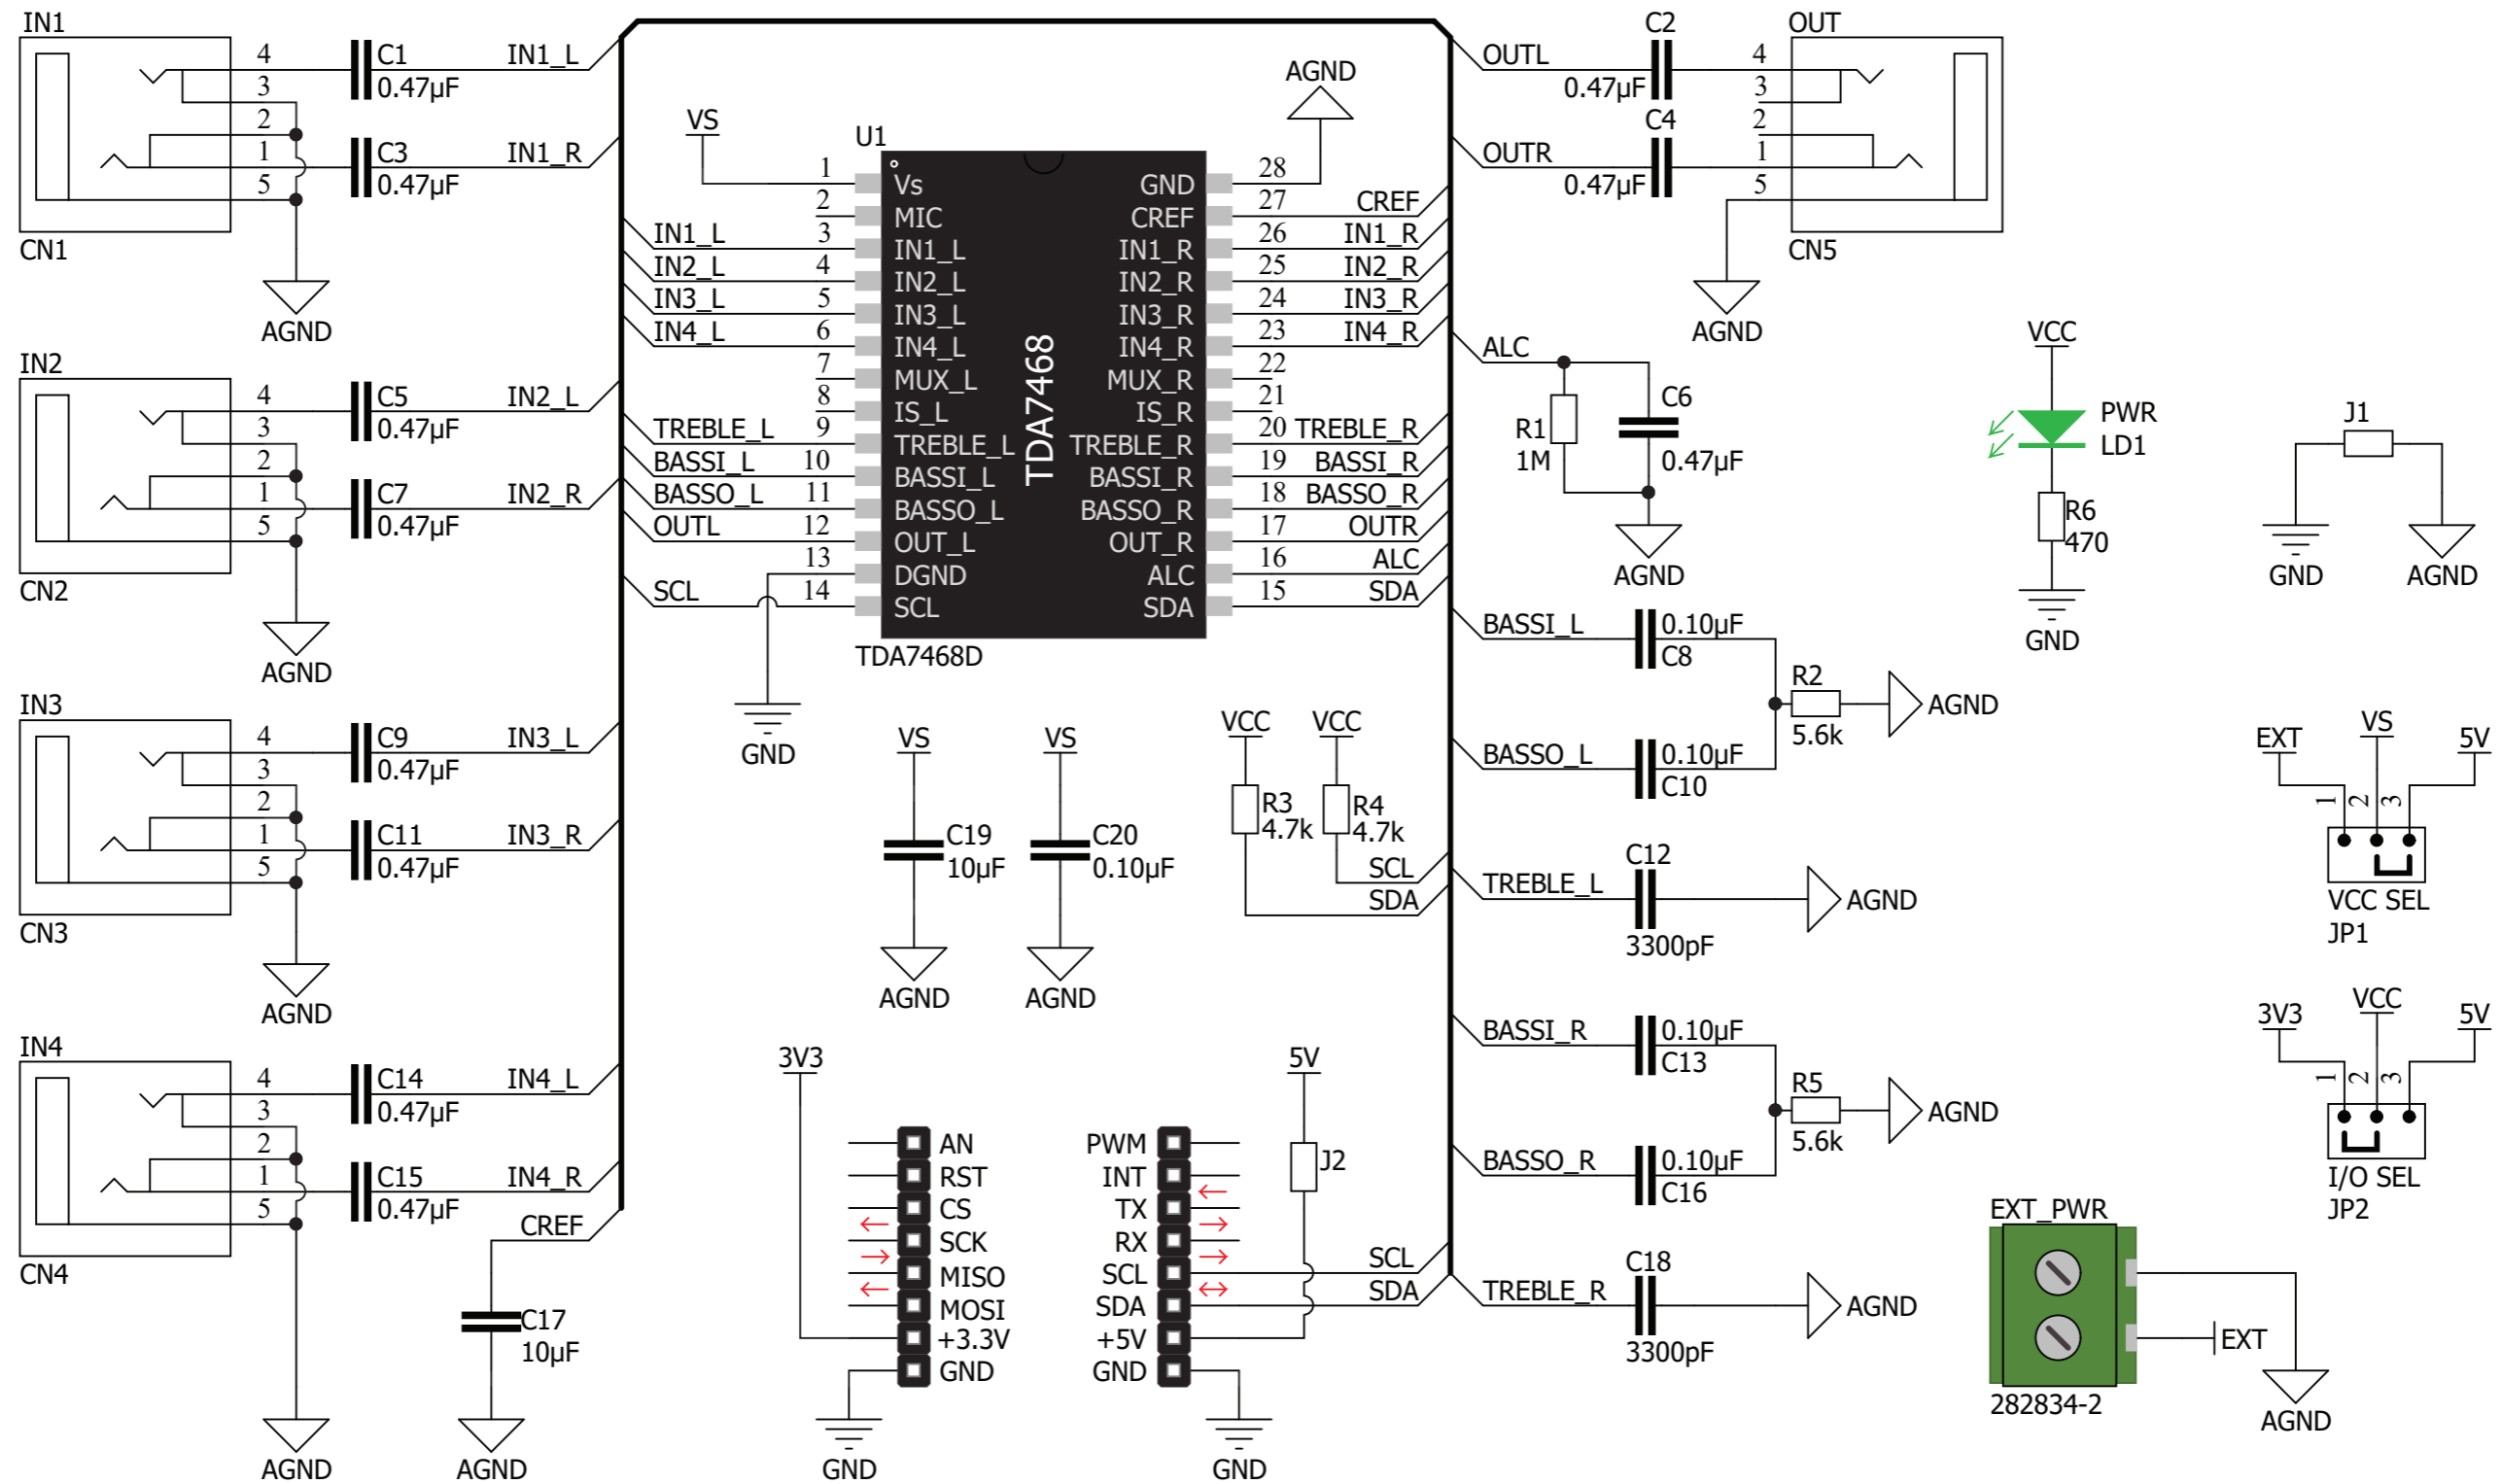 IN1
4
3
2
1
5
CN1
C1
0.47µF
IN1_L
C3
0.47µF
IN1_R
AGND
IN2
4
3
2
1
5
CN2
C5
0.47µF
IN2_L
C7
0.47µF
IN2_R
AGND
IN3
4
3
2
1
5
CN3
C9
0.47µF
IN3_L
C11
0.47µF
IN3_R
AGND
IN4
4
3
2
1
5
CN4
C14
0.47µF
IN4_L
C15
0.47µF
IN4_R
AGND
CREF
C17
10µF
AGND
VS
U1
AGND
1
Vs
2
MIC
IN1_L
3
IN1_L
IN2_L
4
IN2_L
IN3_L
5
IN3_L
IN4_L
6
IN4_L
7
MUX_L
8
IS_L
TREBLE_L
9
TREBLE_L
BASSI_L
10
BASSI_L
BASSO_L
11
BASSO_L
OUTL
12
OUT_L
13
DGND
SCL
14
SCL
TDA7468
GND
28
CREF
27
CREF
IN1_R
26
IN1_R
IN2_R
25
IN2_R
IN3_R
24
IN3_R
IN4_R
23
IN4_R
MUX_R
22
IS_R
21
TREBLE_R
20
TREBLE_R
BASSI_R
19
BASSI_R
BASSO_R
18
BASSO_R
OUT_R
17
OUTR
ALC
16
ALC
SDA
15
SDA
TDA7468D
GND
VS
C19
10µF
AGND
VS
C20
0.10µF
AGND
VCC
R3
4.7k
VCC
R4
4.7k
SCL
SDA
3V3
AN
RST
CS
SCK
MISO
MOSI
+3.3V
GND
GND
5V
J2
PWM
INT
TX
RX
SCL
SDA
+5V
GND
SCL
SDA
GND
OUTL
C2
0.47µF
OUTR
C4
0.47µF
OUT
4
3
2
1
5
CN5
AGND
ALC
R1
1M
C6
0.47µF
AGND
BASSI_L
0.10µF
C8
BASSO_L
0.10µF
C10
R2
5.6k
AGND
TREBLE_L
C12
3300pF
AGND
BASSI_R
0.10µF
C13
BASSO_R
0.10µF
C16
R5
5.6k
AGND
TREBLE_R
C18
3300pF
AGND
VCC
PWR
LD1
R6
470
GND
J1
GND
AGND
EXT
VS
5V
1
2
3
VCC SEL
JP1
3V3
VCC
5V
1
2
3
I/O SEL
JP2
EXT_PWR
EXT
282834-2
AGND